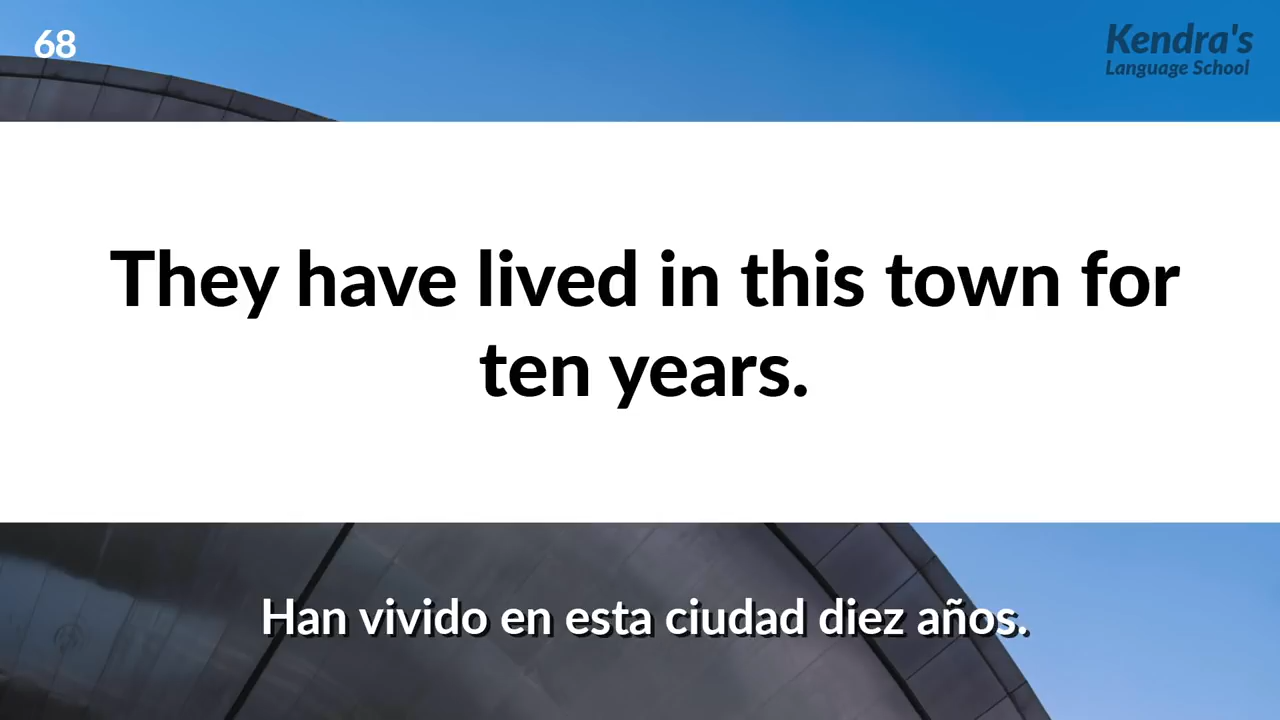 68
Kendra's
Language School
They have lived in this town for
ten years.
Han vivido en esta ciudad diez años.